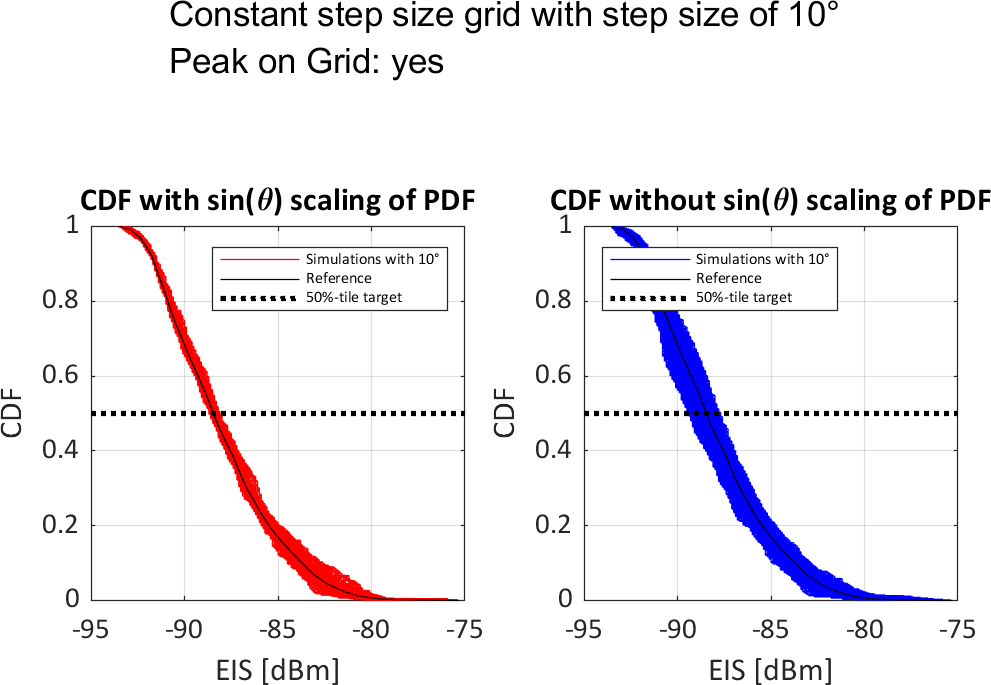 Constant step size grid with step size of 10°
Peak on Grid: yes
CDF with sin(θ) scaling of PDF
1
0.8
0.6
0.4
0.2
0
CDF
Simulations with 10°
Reference
50%-tile target
-95
-90
-85
-80
-75
EIS [dBm]
CDF without sin(θ) scaling of PDF
1
0.8
0.6
0.4
0.2
0
CDF
Simulations with 10°
Reference
50%-tile target
-95
-90
-85
-80
-75
EIS [dBm]